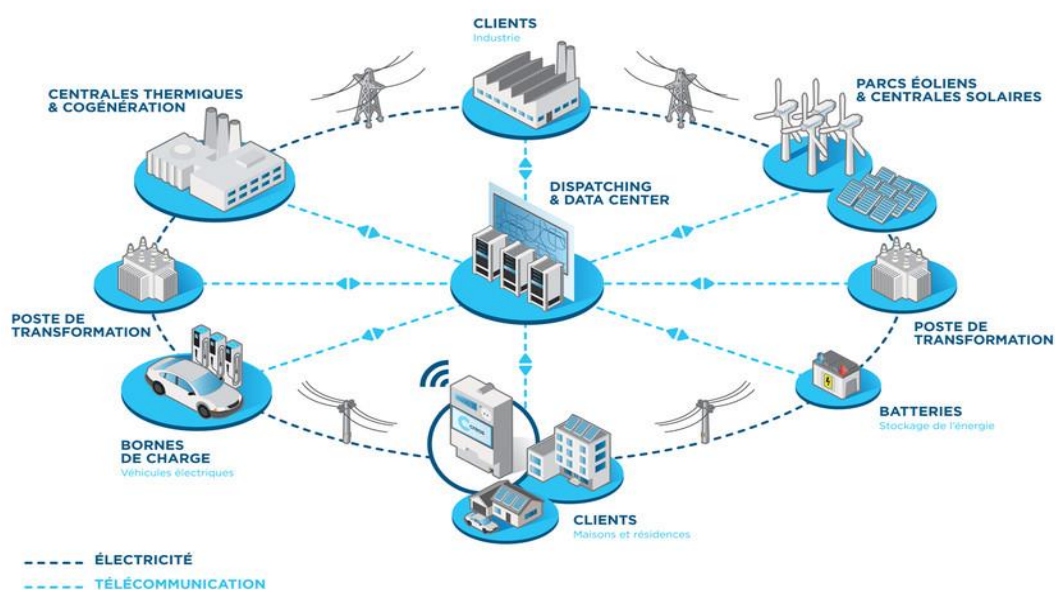 CLIENTS
Industrie
CENTRALES THERMIQUES
& COGÉNÉRATION
PARCS ÉOLIENS
& CENTRALES SOLAIRES
DISPATCHING
& DATA CENTER
POSTE DE
TRANSFORMATION
POSTE DE
TRANSFORMATION
BORNES
DE CHARGE
Véhicules électriques
BATTERIES
Stockage de l'énergie
CLIENTS
Maisons et résidences
ÉLECTRICITÉ
TÉLÉCOMMUNICATION